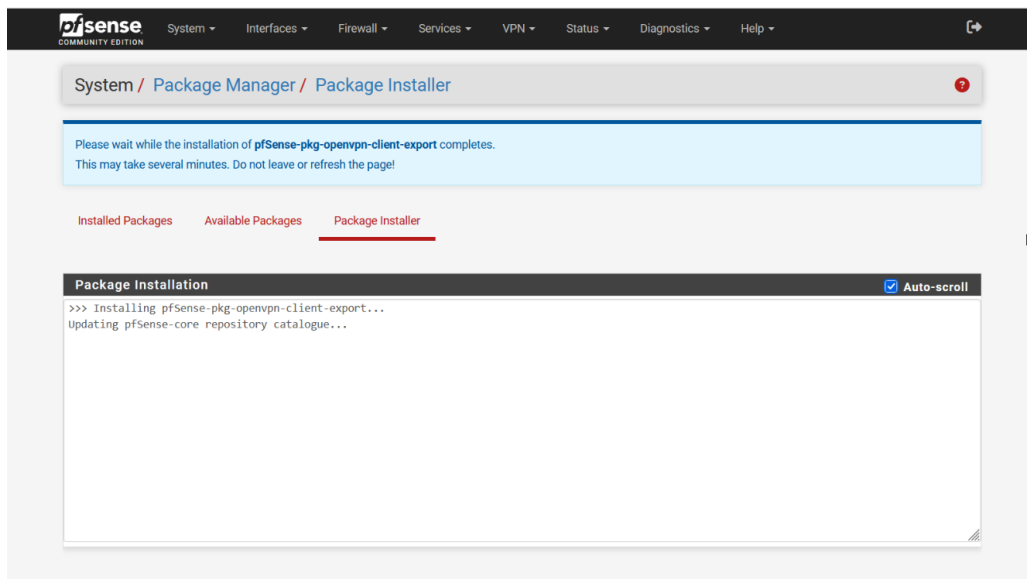 pfsense
COMMUNITY EDITION
System Interfaces Firewall Services VPN Status Diagnostics Help
System / Package Manager / Package Installer
?
Please wait while the installation of pfSense-pkg-openvpn-client-export completes.
This may take several minutes. Do not leave or refresh the page!
Installed Packages Available Packages Package Installer
Package Installation Auto-scroll
>>> Installing pfSense-pkg-openvpn-client-export...
Updating pfSense-core repository catalogue...